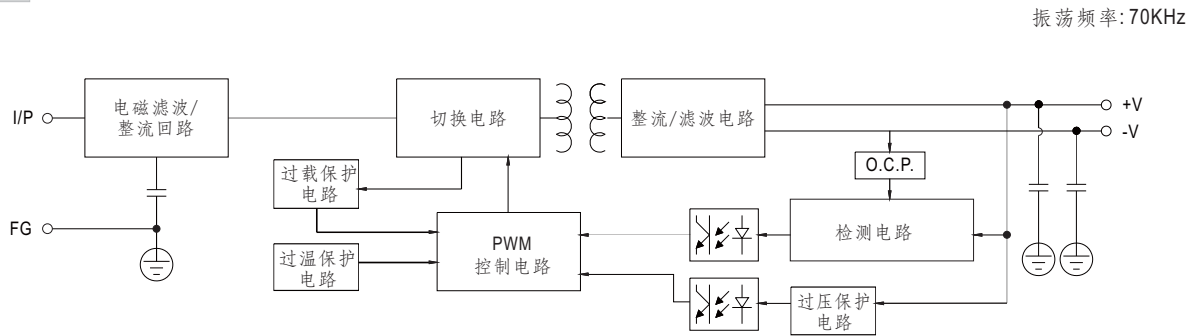 振荡频率: 70KHz
I/P
电磁滤波/
整流回路
切换电路
整流/滤波电路
+V
-V
O.C.P.
过载保护
电路
FG
PWM
控制电路
检测电路
过温保护
电路
过压保护
电路